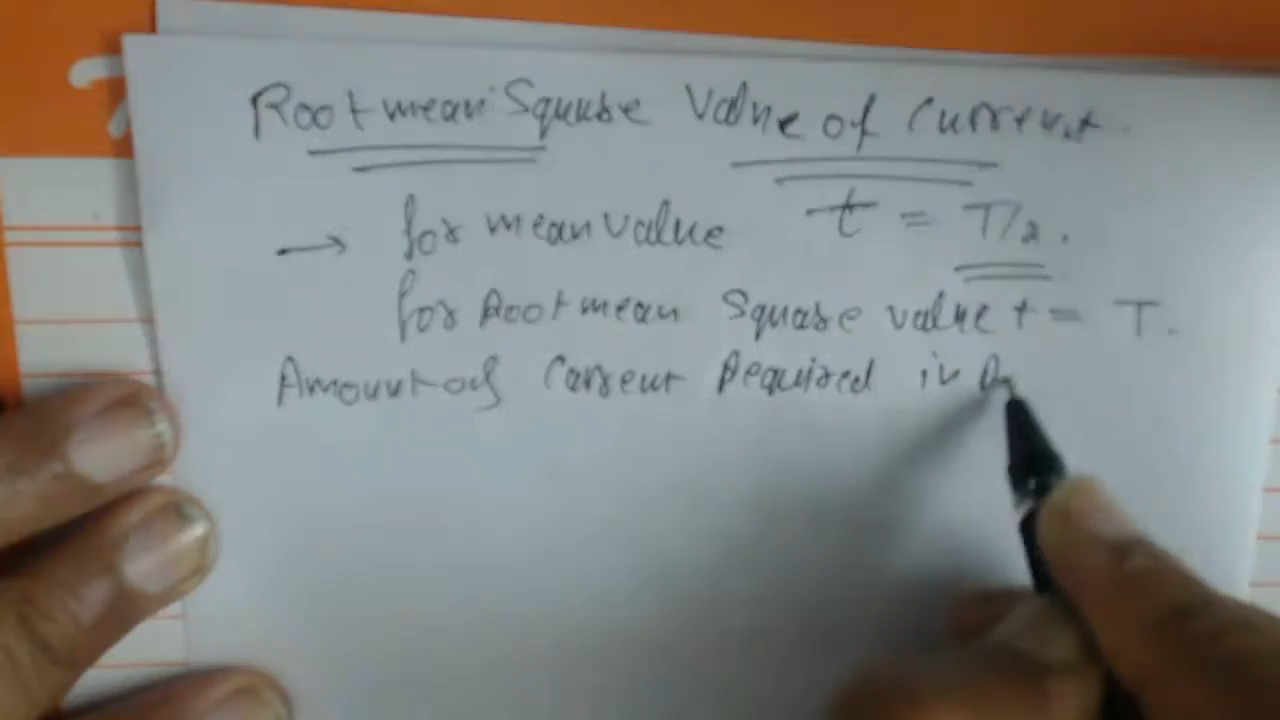 Root mean Square Value of Current.
→ for mean value t = T/2.
for Root mean Square value t = T.
Amount of Current Required in